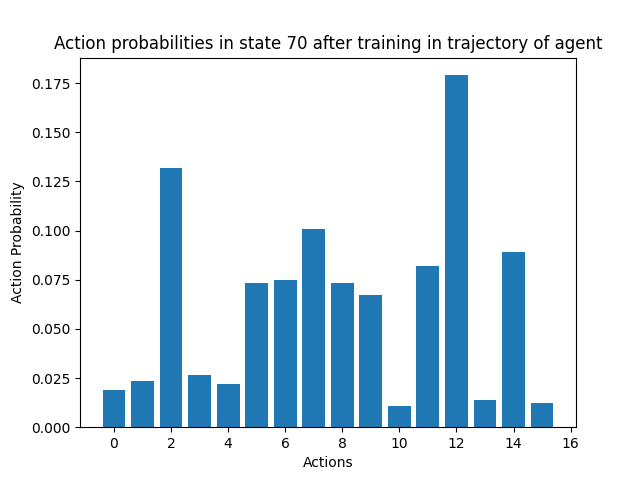 Action probabilities in state 70 after training in trajectory of agent
0.175
0.150
0.125
0.100
0.075
0.050
0.025
0.000
Action Probability
0 2 4 6 8 10 12 14 16
Actions